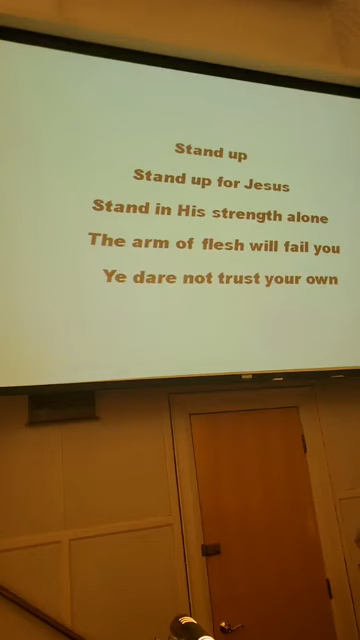 Stand up
Stand up for Jesus
Stand in His strength alone
The arm of flesh will fail you
Ye dare not trust your own